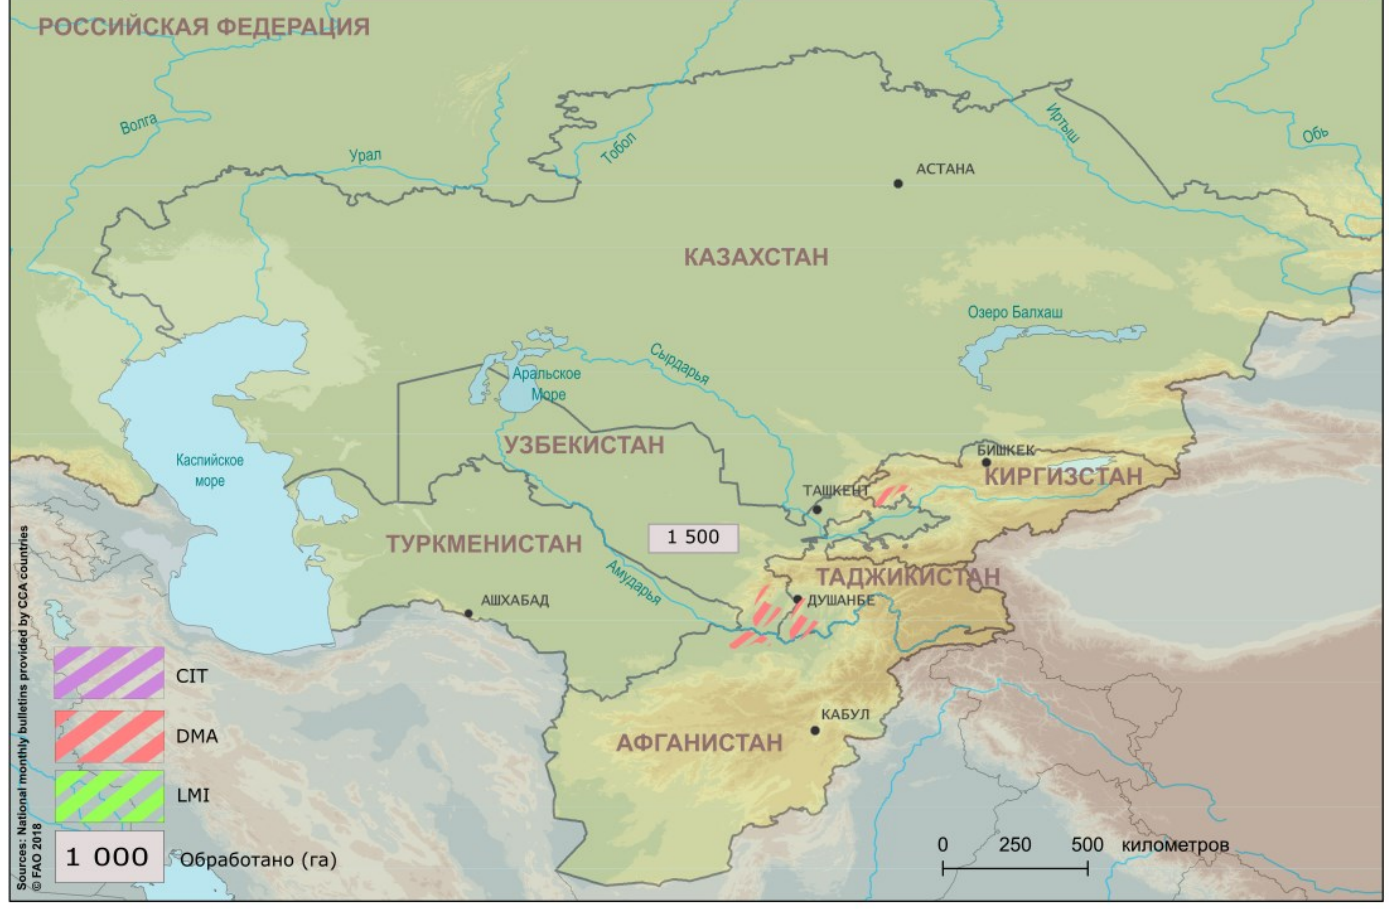 РОССИЙСКАЯ ФЕДЕРАЦИЯ
Волга
Урал
Тобол
Иртыш
Обь
АСТАНА
КАЗАХСТАН
Озеро Балхаш
Сырдарья
Аральское
Море
УЗБЕКИСТАН
Каспийское
море
БИШКЕК
КИРГИЗСТАН
ТАШКЕНТ
1 500
ТУРКМЕНИСТАН
Амударья
ТАДЖИКИСТАН
АШХАБАД
ДУШАНБЕ
КАБУЛ
АФГАНИСТАН
CIT
DMA
LMI
1 000
Обработано (га)
0 250 500 километров
Sources: National monthly bulletins provided by CCA countries
© FAO 2018